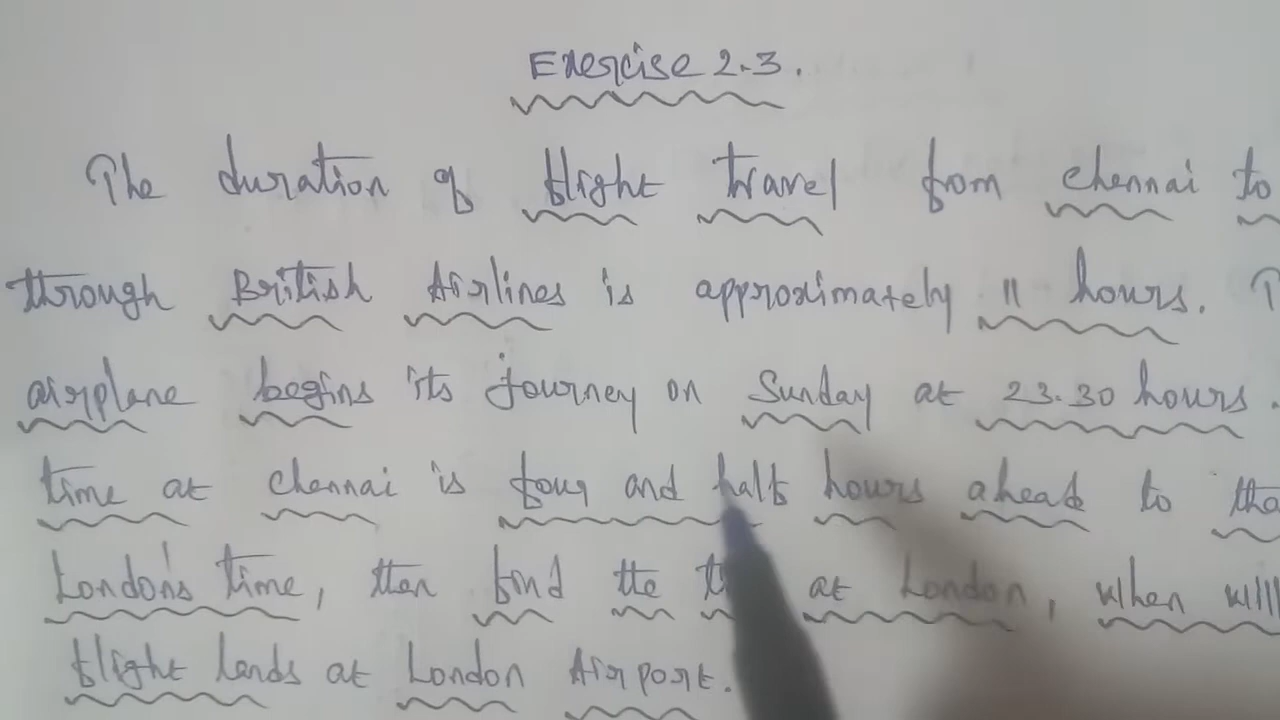 Exercise 2.3.
The duration of flight travel from chennai to
through British Airlines is approximately 11 hours.
airplane begins its journey on Sunday at 23.30 hours.
time at chennai is four and half hours ahead to
London's time, then find the at London, when will
flight lands at London Airport.